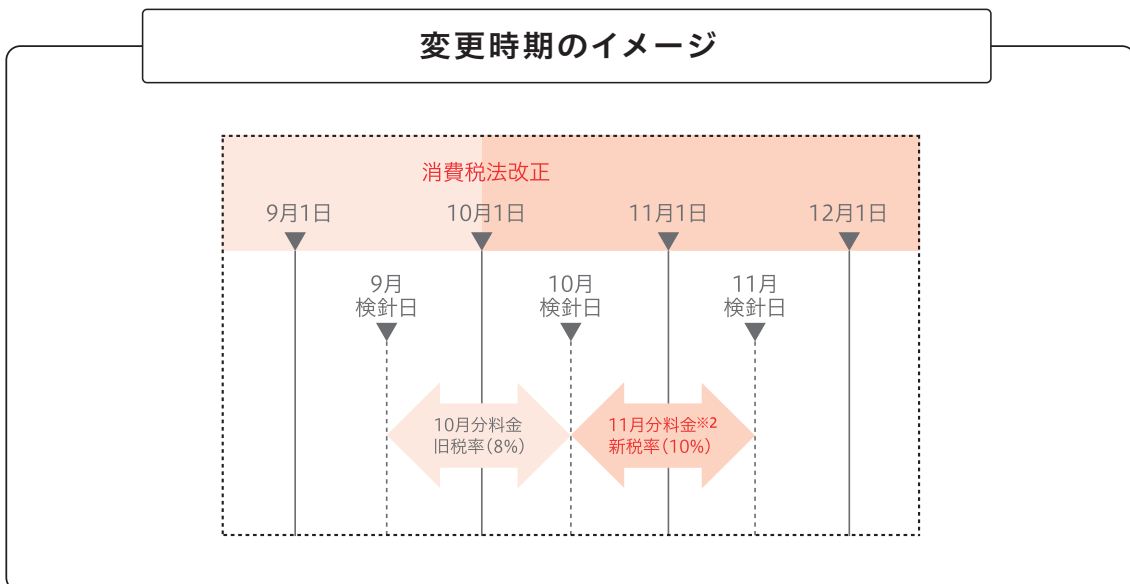 変更時期のイメージ
消費税法改正
9月1日
10月1日
11月1日
12月1日
9月
検針日
10月
検針日
11月
検針日
10月分料金
旧税率(8%)
11月分料金※2
新税率(10%)